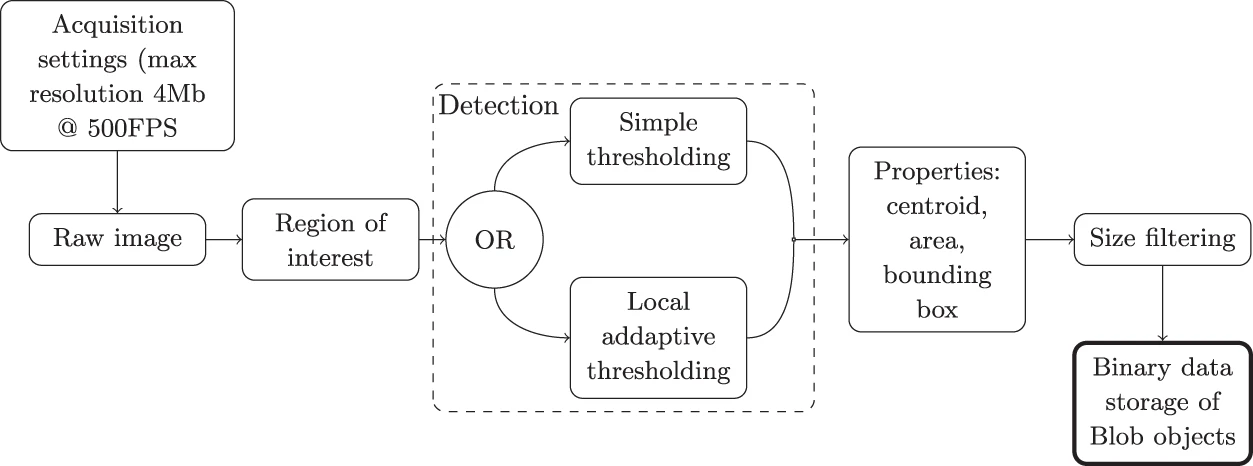 Acquisition
settings (max
resolution 4Mb
@ 500FPS
Raw image
Region of
interest
Detection
OR
Simple
thresholding
Local
addaptive
thresholding
Properties:
centroid,
area,
bounding
box
Size filtering
Binary data
storage of
Blob objects